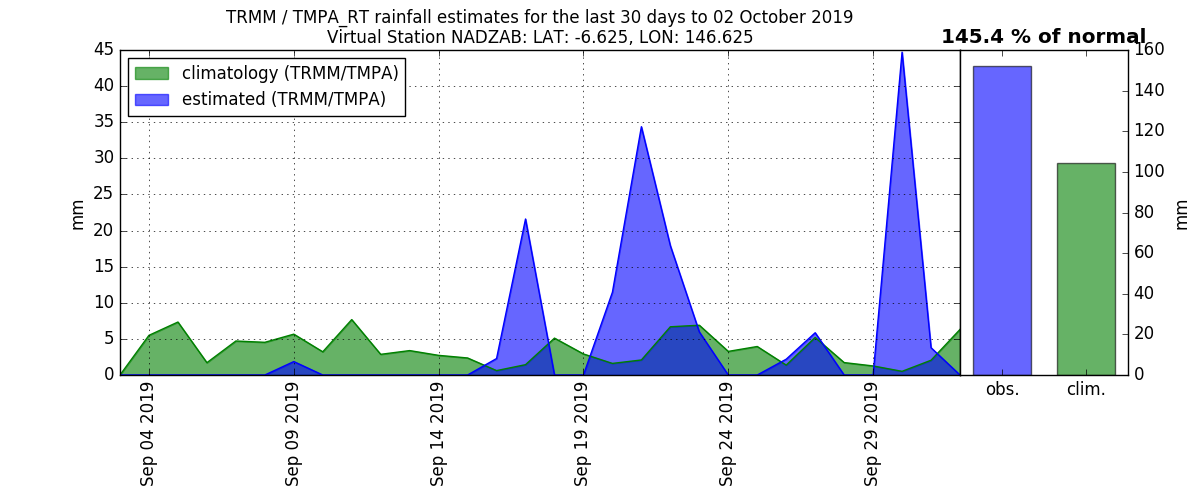 TRMM / TMPA_RT rainfall estimates for the last 30 days to 02 October 2019
Virtual Station NADZAB: LAT: -6.625, LON: 146.625
145.4 % of normal
climatology (TRMM/TMPA)
estimated (TRMM/TMPA)
mm
45
40
35
30
25
20
15
10
5
0
Sep 04 2019
Sep 09 2019
Sep 14 2019
Sep 19 2019
Sep 24 2019
Sep 29 2019
160
140
120
100
80
60
40
20
0
mm
obs.
clim.